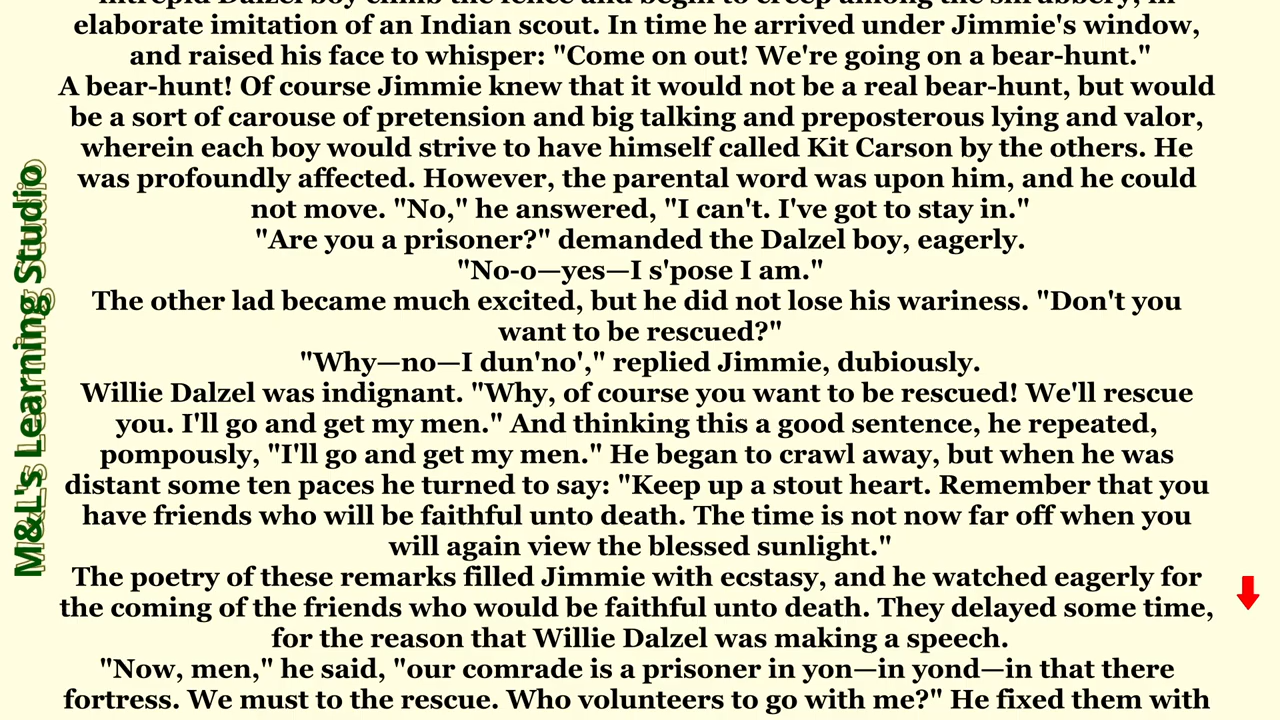 intrepid Dalzel boy climb the fence and begin to creep among the shrubbery, in
elaborate imitation of an Indian scout. In time he arrived under Jimmie's window,
and raised his face to whisper: "Come on out! We're going on a bear-hunt."
A bear-hunt! Of course Jimmie knew that it would not be a real bear-hunt, but would
be a sort of carouse of pretension and big talking and preposterous lying and valor,
wherein each boy would strive to have himself called Kit Carson by the others. He
was profoundly affected. However, the parental word was upon him, and he could
not move. "No," he answered, "I can't. I've got to stay in."
"Are you a prisoner?" demanded the Dalzel boy, eagerly.
"No-o—yes—I s'pose I am."
The other lad became much excited, but he did not lose his wariness. "Don't you
want to be rescued?"
"Why—no—I dun'no'," replied Jimmie, dubiously.
Willie Dalzel was indignant. "Why, of course you want to be rescued! We'll rescue
you. I'll go and get my men." And thinking this a good sentence, he repeated,
pompously, "I'll go and get my men." He began to crawl away, but when he was
distant some ten paces he turned to say: "Keep up a stout heart. Remember that you
have friends who will be faithful unto death. The time is not now far off when you
will again view the blessed sunlight."
The poetry of these remarks filled Jimmie with ecstasy, and he watched eagerly for
the coming of the friends who would be faithful unto death. They delayed some time,
for the reason that Willie Dalzel was making a speech.
"Now, men," he said, "our comrade is a prisoner in yon—in yond—in that there
fortress. We must to the rescue. Who volunteers to go with me?" He fixed them with
M&L's Learning Studio